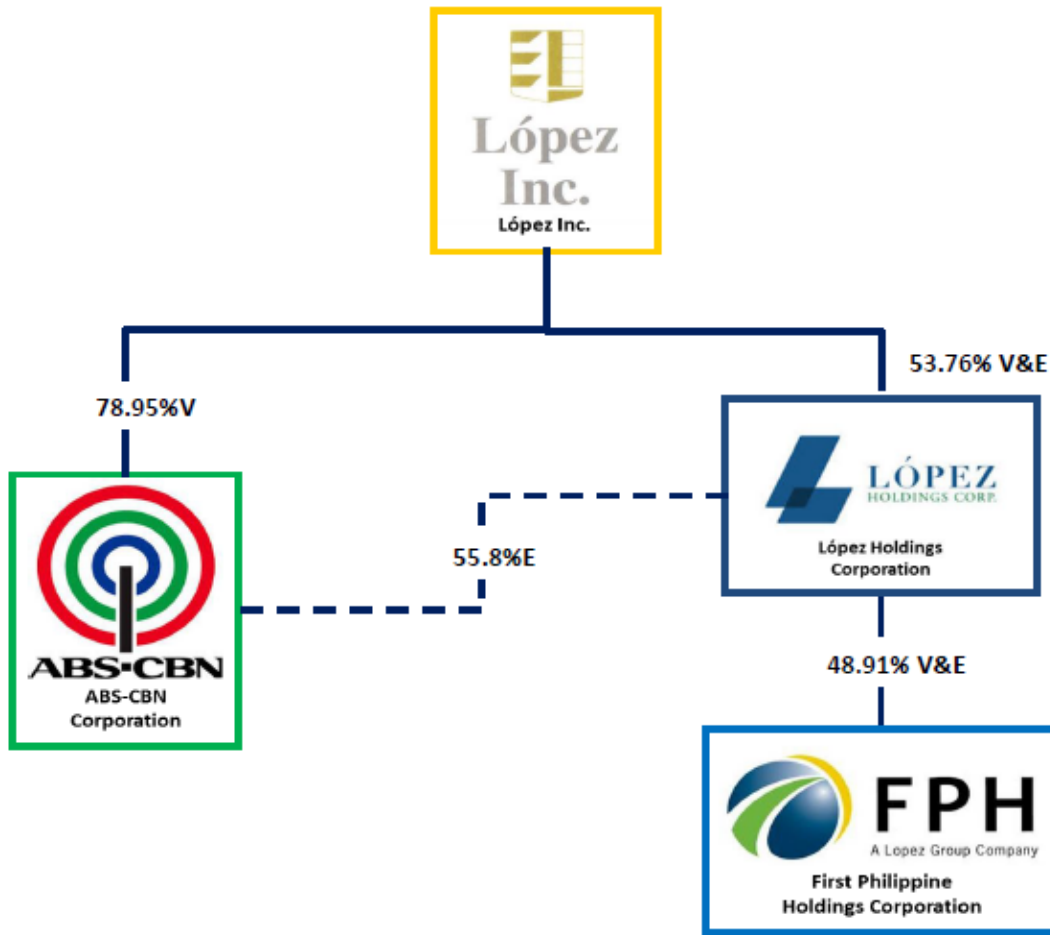 López
Inc.
López Inc.
53.76% V&E
78.95%V
LÓPEZ
HOLDINGS CORP.
López Holdings
Corporation
55.8%E
ABS-CBN
ABS-CBN
Corporation
48.91% V&E
FPH
A Lopez Group Company
First Philippine
Holdings Corporation